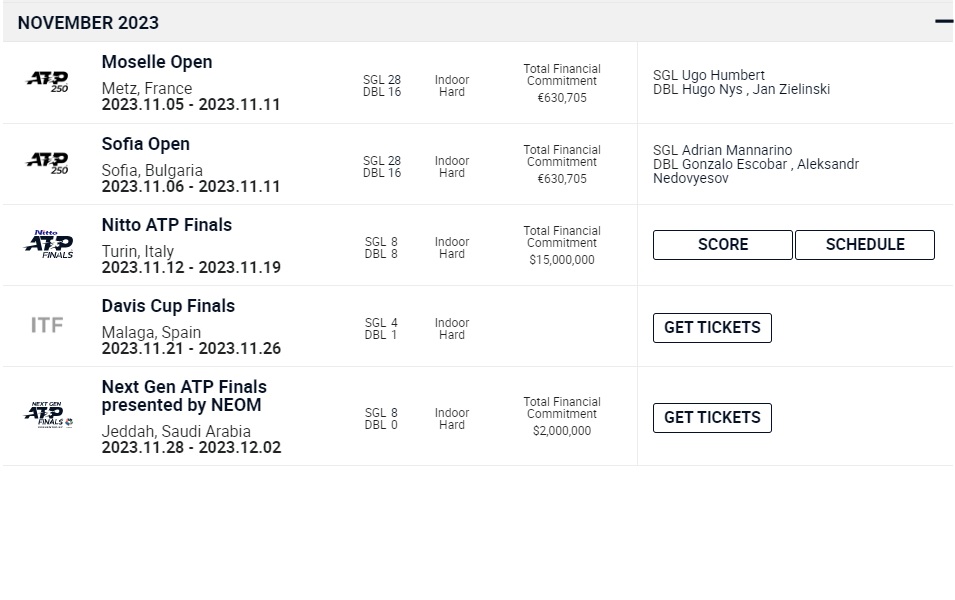 NOVEMBER 2023
ATP
250
Moselle Open
Metz, France
2023.11.05 - 2023.11.11
SGL 28
DBL 16
Indoor
Hard
Total Financial
Commitment
€630,705
SGL Ugo Humbert
DBL Hugo Nys , Jan Zielinski
ATP
250
Sofia Open
Sofia, Bulgaria
2023.11.06 - 2023.11.11
SGL 28
DBL 16
Indoor
Hard
Total Financial
Commitment
€630,705
SGL Adrian Mannarino
DBL Gonzalo Escobar , Aleksandr
Nedovyesov
Nitto
ATP
FINALS
Nitto ATP Finals
Turin, Italy
2023.11.12 - 2023.11.19
SGL 8
DBL 8
Indoor
Hard
Total Financial
Commitment
$15,000,000
SCORE
SCHEDULE
ITF
Davis Cup Finals
Malaga, Spain
2023.11.21 - 2023.11.26
SGL 4
DBL 1
Indoor
Hard
GET TICKETS
NEXT GEN
ATP
FINALS
Next Gen ATP Finals
presented by NEOM
Jeddah, Saudi Arabia
2023.11.28 - 2023.12.02
SGL 8
DBL 0
Indoor
Hard
Total Financial
Commitment
$2,000,000
GET TICKETS